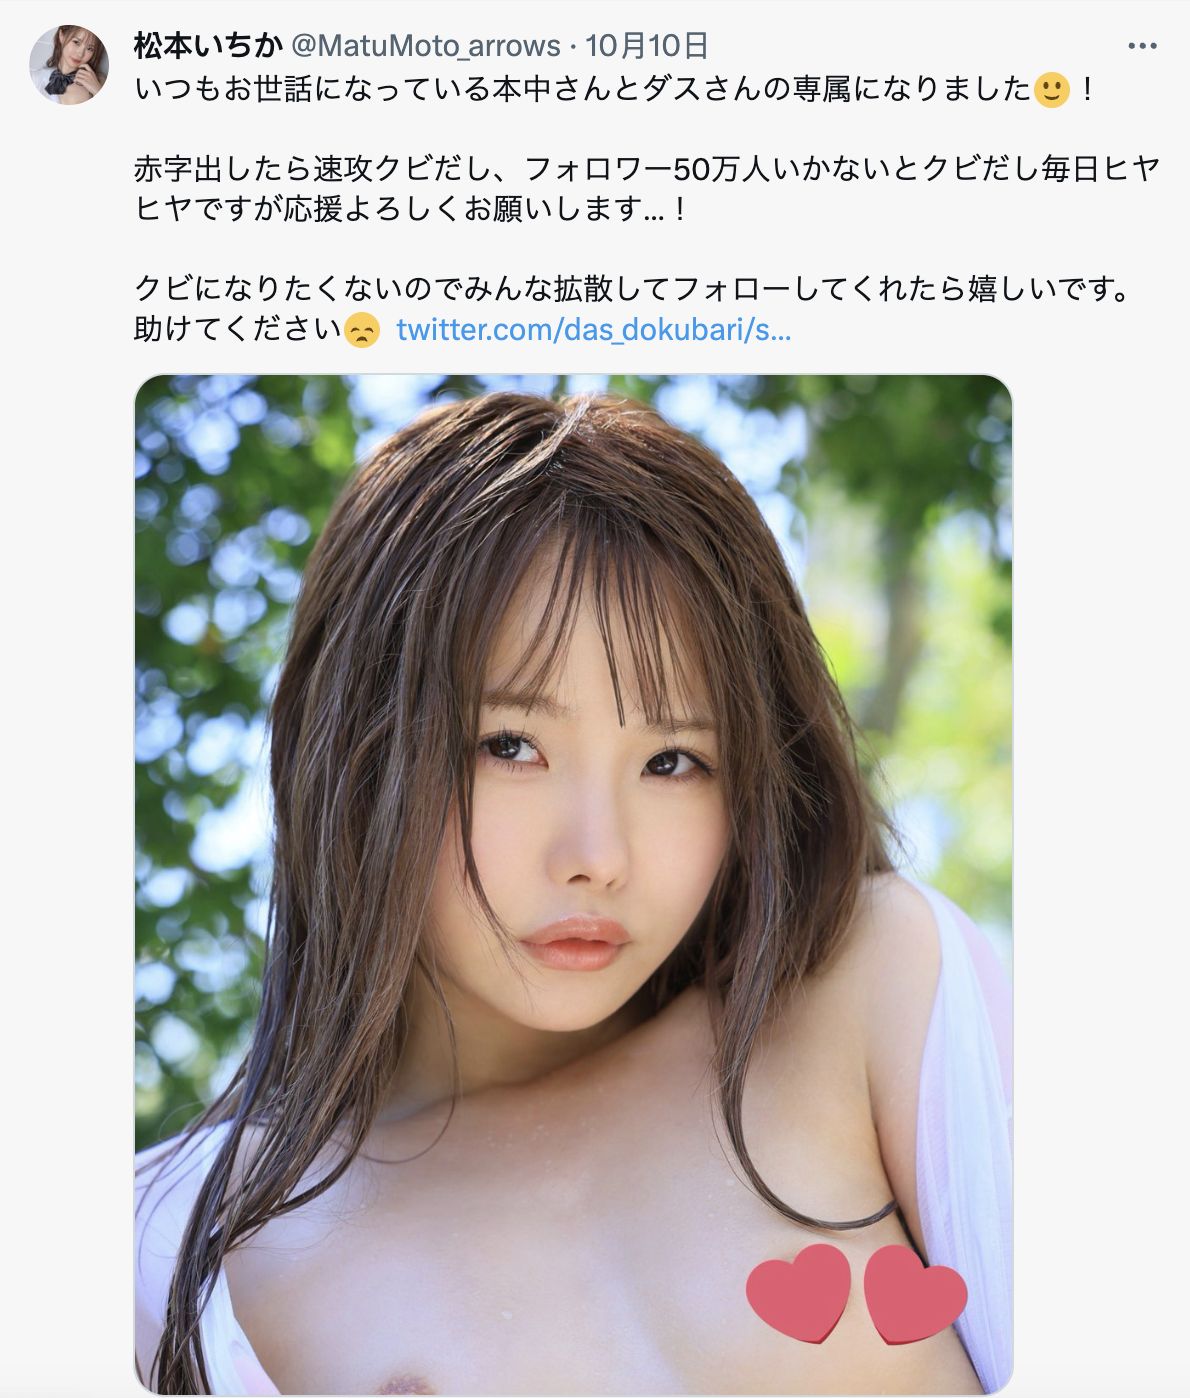 松本いちか @MatuMoto_arrows · 10月10日
いつもお世話になっている本中さんとダスさんの専属になりました🙂！
赤字出したら速攻クビだし、フォロワー50万人いかないとクビだし毎日ヒヤ
ヒヤですが応援よろしくお願いします...！
クビになりたくないのでみんな拡散してフォローしてくれたら嬉しいです。
助けてください😞 twitter.com/das_dokubari/s...